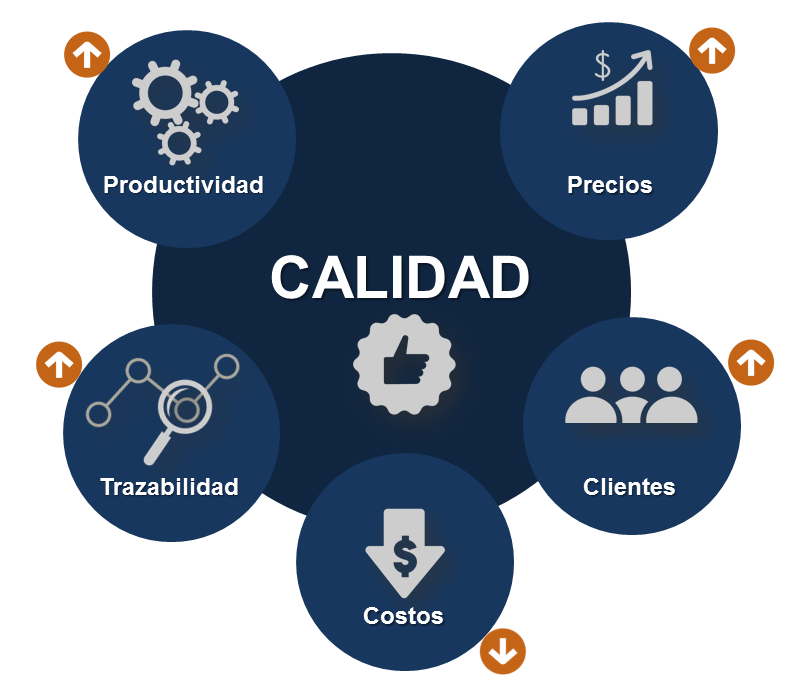 Productividad
$
Precios
CALIDAD
Trazabilidad
Clientes
$
Costos